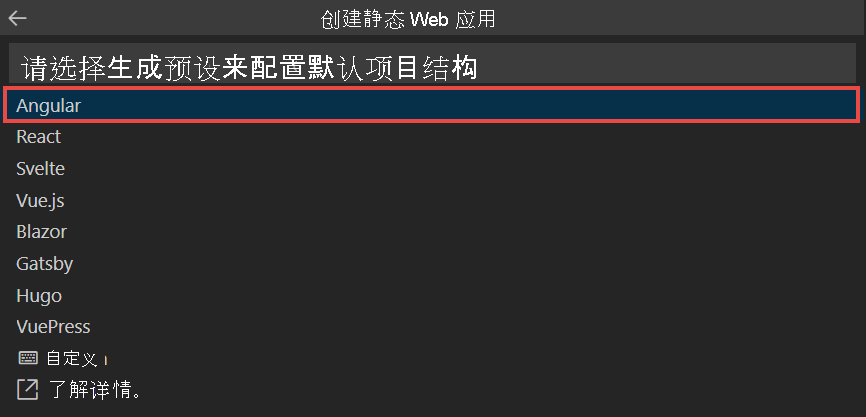 创建静态 Web 应用
请选择生成预设来配置默认项目结构
Angular
React
Svelte
Vue.js
Blazor
Gatsby
Hugo
VuePress
自定义
了解详情。